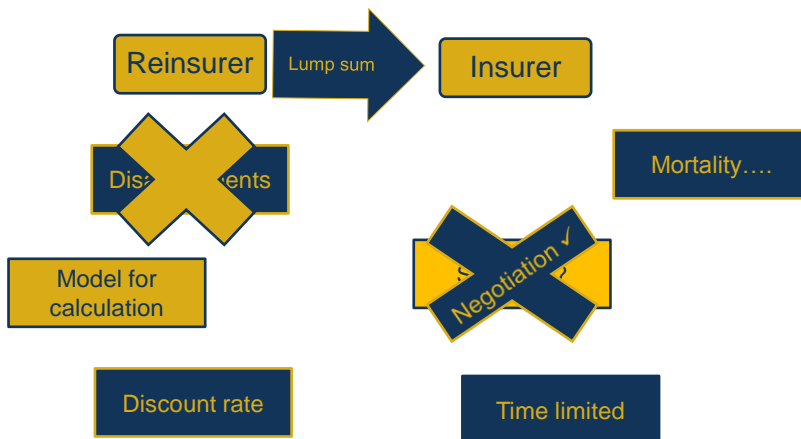 Reinsurer
Lump sum
Insurer
Mortality….
Model for
calculation
Negotiation ✓
Discount rate
Time limited